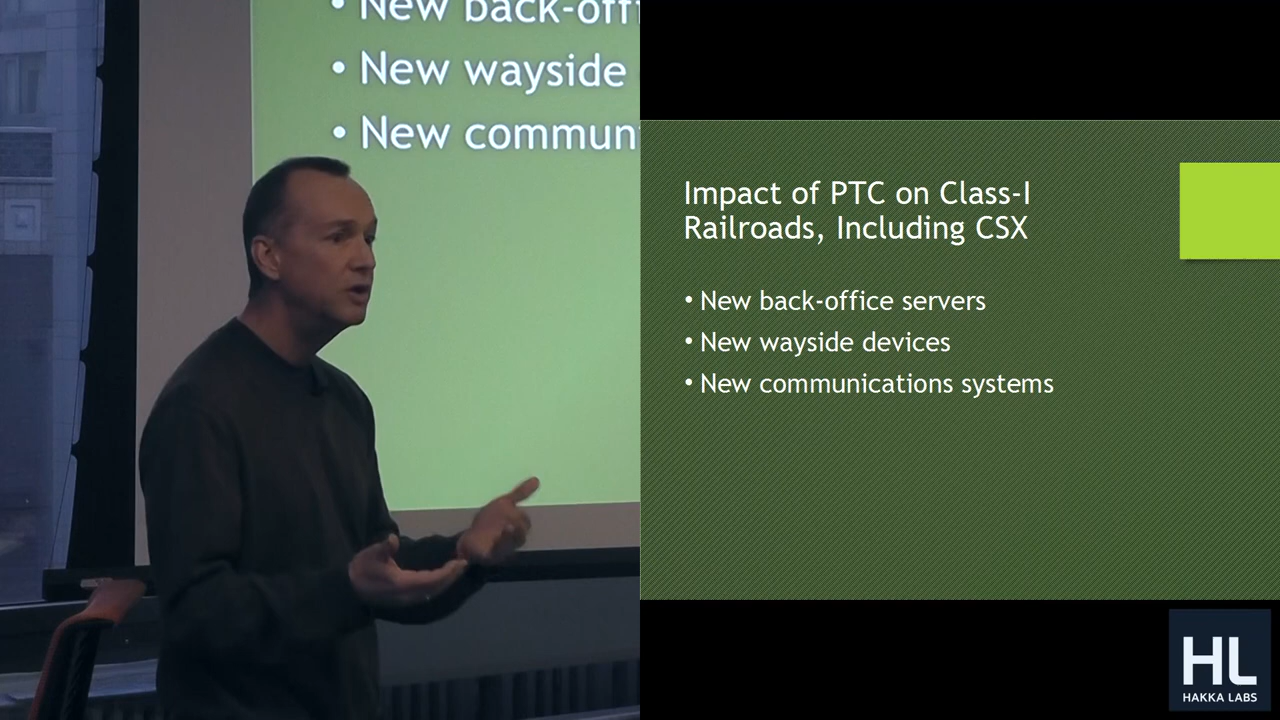 • New back-offi
• New wayside
• New commun
Impact of PTC on Class-I
Railroads, Including CSX
• New back-office servers
• New wayside devices
• New communications systems
HL
HAKKA LABS